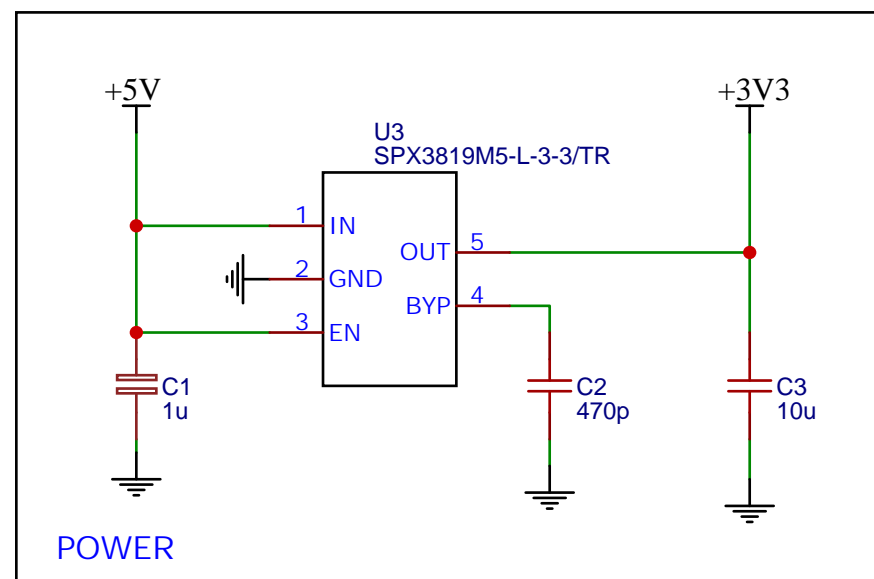 +5V
+3V3
U3
SPX3819M5-L-3-3/TR
1
IN
OUT
5
2
GND
BYP
4
3
EN
C1
1u
C2
470p
C3
10u
POWER